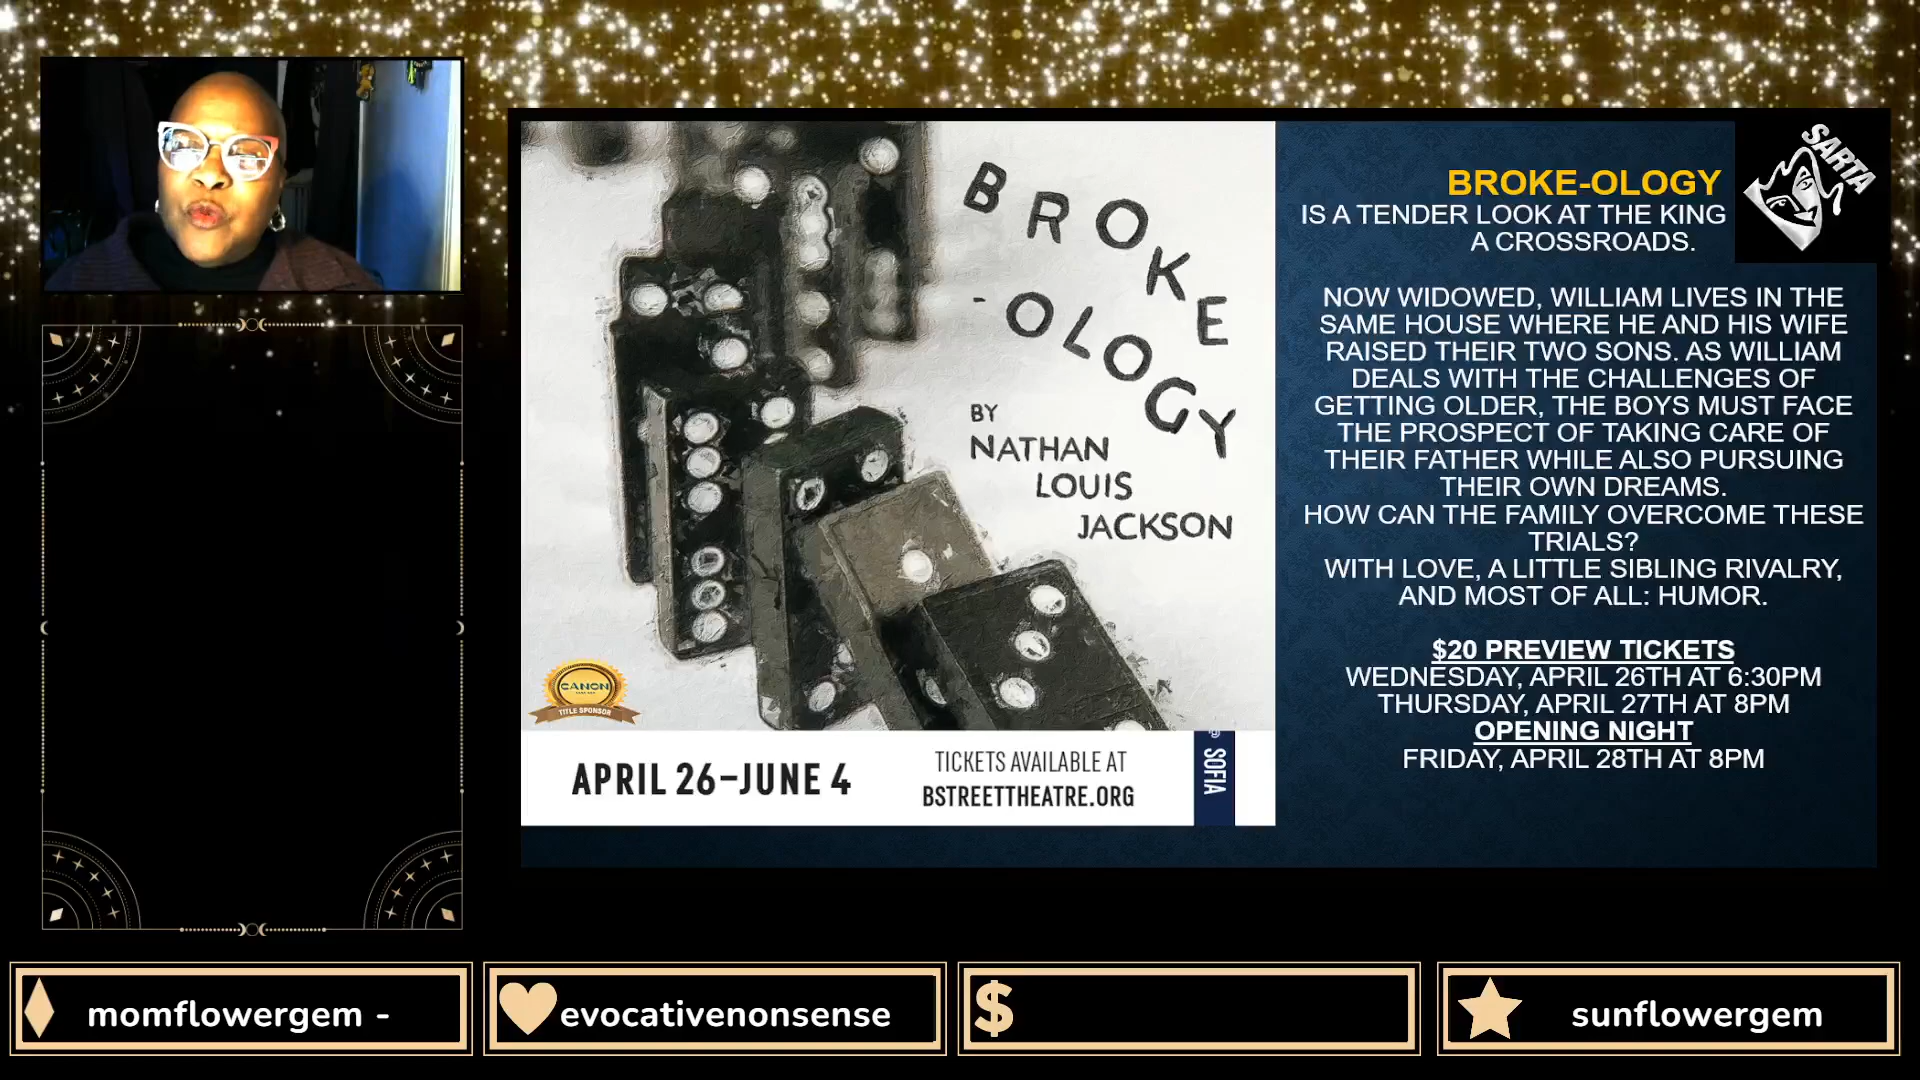 BROKE
-OLOGY
BY
NATHAN
LOUIS
JACKSON
CANON
TITLE SPONSOR
APRIL 26–JUNE 4
TICKETS AVAILABLE AT
BSTREETTHEATRE.ORG
@ SOFIA
SARTA
BROKE-OLOGY
IS A TENDER LOOK AT THE KING
A CROSSROADS.
NOW WIDOWED, WILLIAM LIVES IN THE
SAME HOUSE WHERE HE AND HIS WIFE
RAISED THEIR TWO SONS. AS WILLIAM
DEALS WITH THE CHALLENGES OF
GETTING OLDER, THE BOYS MUST FACE
THE PROSPECT OF TAKING CARE OF
THEIR FATHER WHILE ALSO PURSUING
THEIR OWN DREAMS.
HOW CAN THE FAMILY OVERCOME THESE
TRIALS?
WITH LOVE, A LITTLE SIBLING RIVALRY,
AND MOST OF ALL: HUMOR.
$20 PREVIEW TICKETS
WEDNESDAY, APRIL 26TH AT 6:30PM
THURSDAY, APRIL 27TH AT 8PM
OPENING NIGHT
FRIDAY, APRIL 28TH AT 8PM
momflowergem -
evocativenonsense
$
sunflowergem